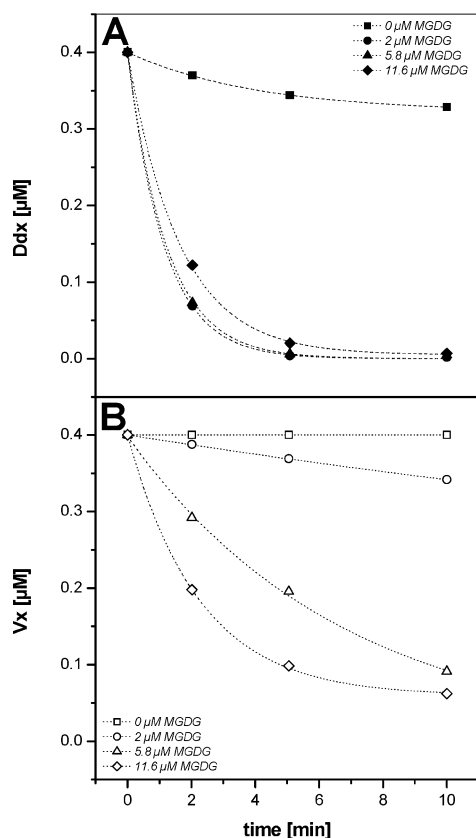 A
0 µM MGDG
2 µM MGDG
5.8 µM MGDG
11.6 µM MGDG
0.4
0.3
0.2
0.1
0.0
Ddx [µM]
B
0.4
0.3
0.2
0.1
0.0
Vx [µM]
0 µM MGDG
2 µM MGDG
5.8 µM MGDG
11.6 µM MGDG
0 2 4 6 8 10
time [min]